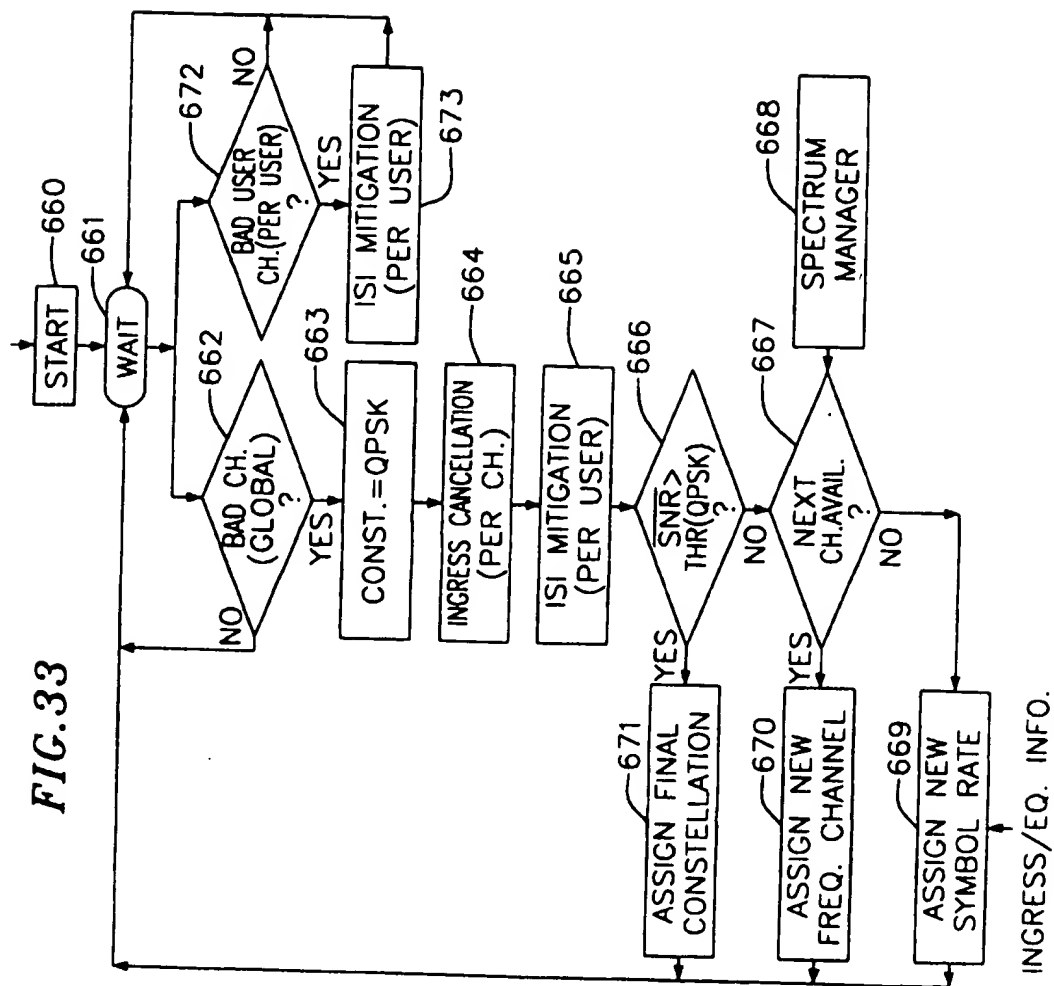 FIG.33
START
660
WAIT
661
BAD CH.
(GLOBAL)
?
662
NO
YES
BAD USER
CH.(PER USER)
?
672
NO
YES
CONST.=QPSK
663
ISI MITIGATION
(PER USER)
673
INGRESS CANCELLATION
(PER CH.)
664
ISI MITIGATION
(PER USER)
665
SNR>
THR(QPSK)
?
666
YES
NO
ASSIGN FINAL
CONSTELLATION
671
NEXT
CH.AVAIL.
?
667
YES
NO
SPECTRUM
MANAGER
668
ASSIGN NEW
FREQ. CHANNEL
670
ASSIGN NEW
SYMBOL RATE
669
INGRESS/EQ. INFO.